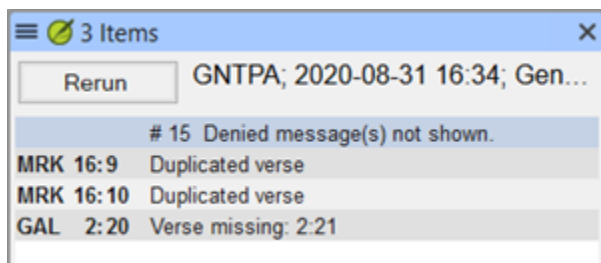 3 Items
Rerun GNTPA; 2020-08-31 16:34; Gen...
# 15 Denied message(s) not shown.
MRK 16:9 Duplicated verse
MRK 16:10 Duplicated verse
GAL 2:20 Verse missing: 2:21